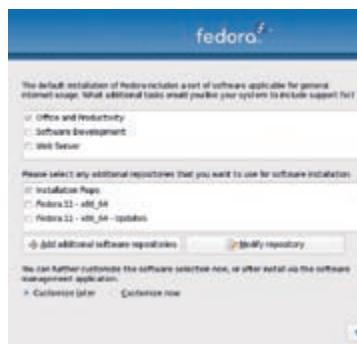 fedora
The default installation of Fedora includes a set of software applicable for general
internet usage. What additional tasks would you like your system to include support for?
Office and Productivity
Software Development
Web Server
Please select any additional repositories that you want to use for software installation.
Installation Repo
Fedora 11 - x86_64
Fedora 11 - x86_64 - Updates
Add additional software repositories
Modify repository
You can further customize the software selection now, or after install via the software
management application.
Customize later
Customize now